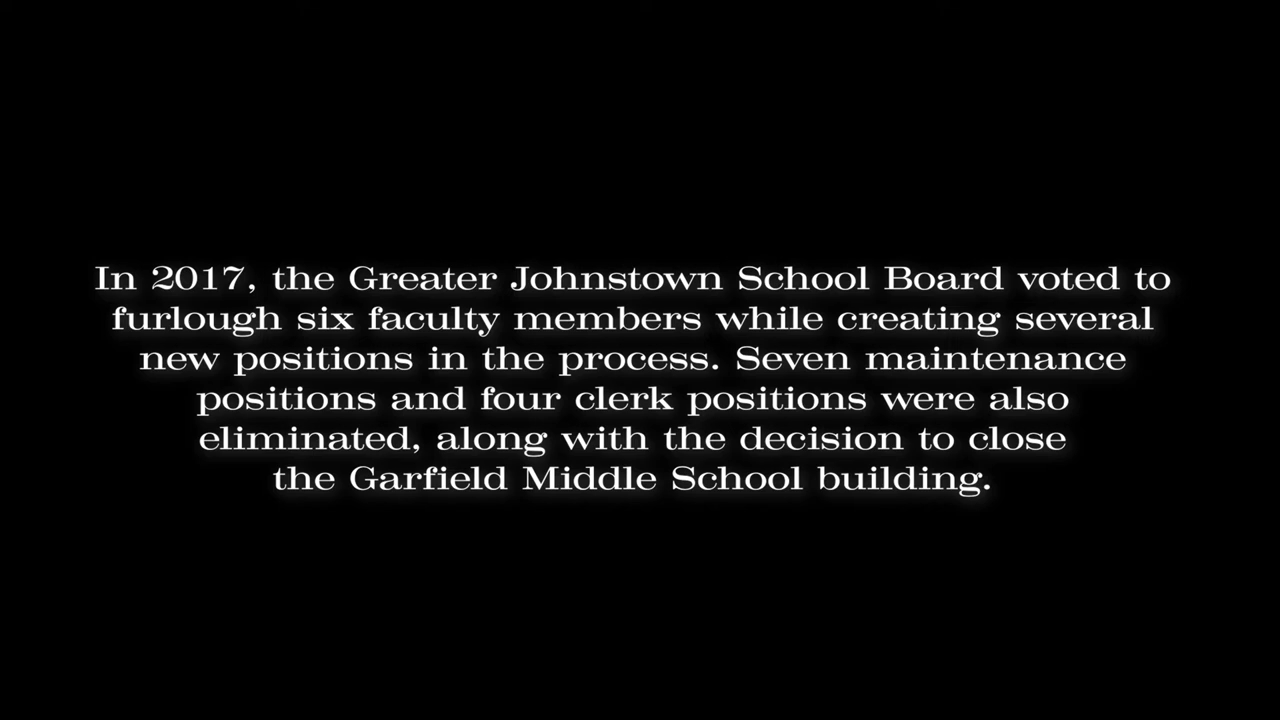 In 2017, the Greater Johnstown School Board voted to
furlough six faculty members while creating several
new positions in the process. Seven maintenance
positions and four clerk positions were also
eliminated, along with the decision to close
the Garfield Middle School building.